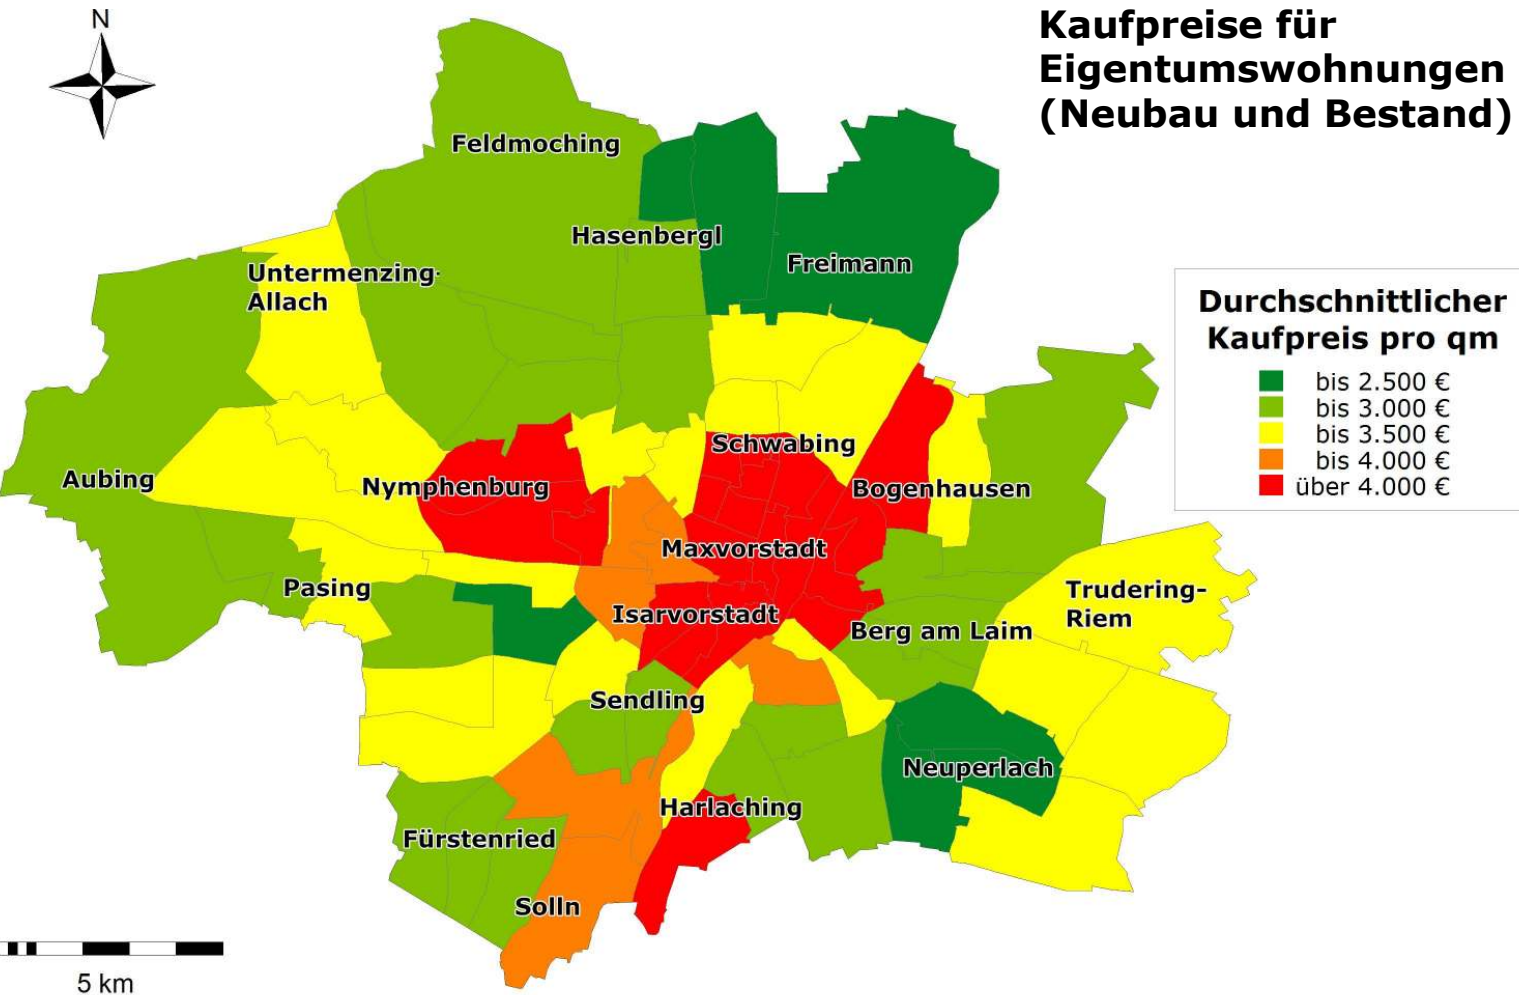 N
Kaufpreise für
Eigentumswohnungen
(Neubau und Bestand)
Feldmoching
Hasenbergl
Freimann
Untermenzing-
Allach
Durchschnittlicher
Kaufpreis pro qm
bis 2.500 €
bis 3.000 €
bis 3.500 €
bis 4.000 €
über 4.000 €
Schwabing
Aubing
Nymphenburg
Bogenhausen
Maxvorstadt
Pasing
Trudering-
Riem
Isarvorstadt
Berg am Laim
Sendling
Neuperlach
Harlaching
Fürstenried
Solln
5 km